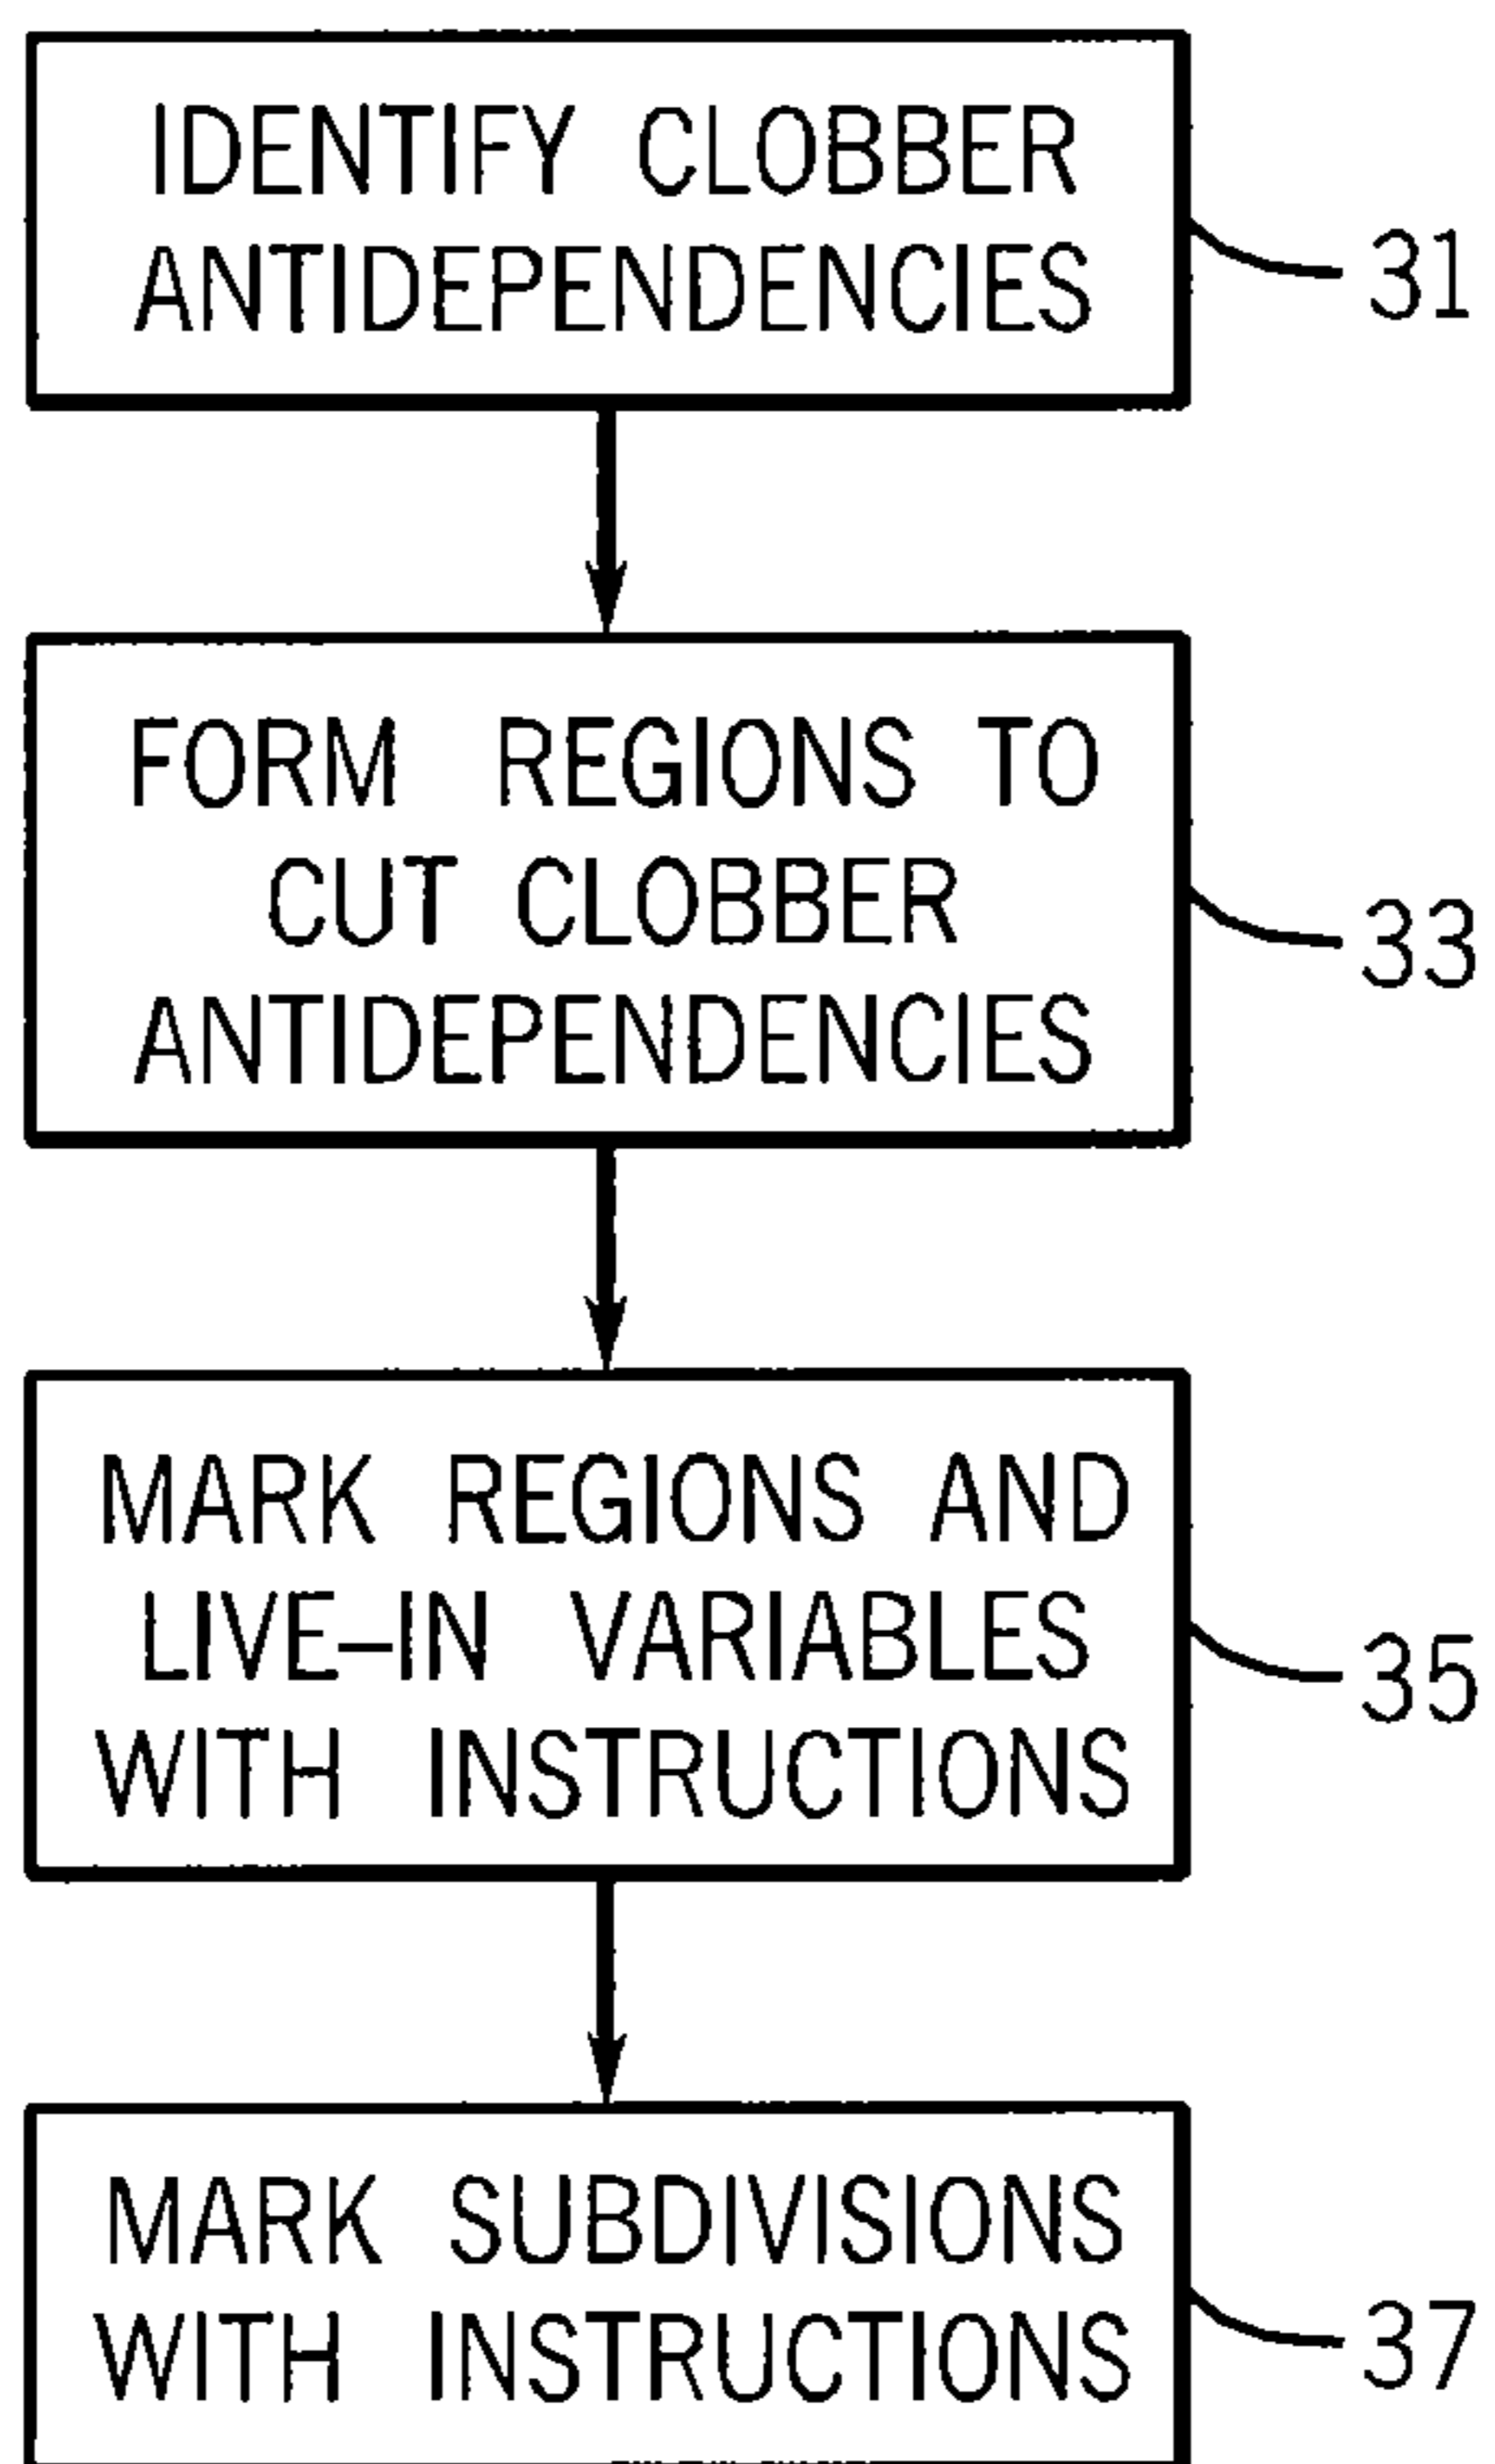 IDENTIFY CLOBBER
ANTIDEPENDENCIES
31
FORM REGIONS TO
CUT CLOBBER
ANTIDEPENDENCIES
33
MARK REGIONS AND
LIVE-IN VARIABLES
WITH INSTRUCTIONS
35
MARK SUBDIVISIONS
WITH INSTRUCTIONS
37